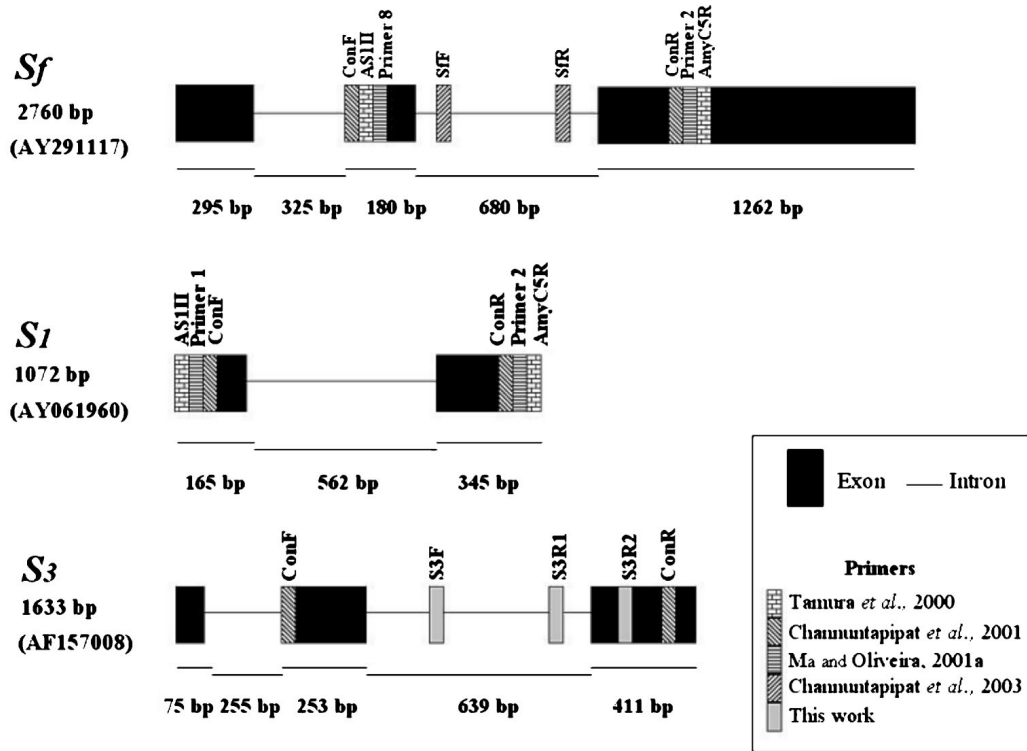 ConF
AS1II
Primer 8
SfF
SfR
ConR
Primer 2
AmyC5R
Sf
2760 bp
(AY291117)
295 bp
325 bp
180 bp
680 bp
1262 bp
AS1II
Primer 1
ConF
ConR
Primer 2
AmyC5R
S1
1072 bp
(AY061960)
165 bp
562 bp
345 bp
ConF
S3F
S3R1
S3R2
ConR
S3
1633 bp
(AF157008)
75 bp
255 bp
253 bp
639 bp
411 bp
Exon
Intron
Primers
Tamura et al., 2000
Channuntapipat et al., 2001
Ma and Oliveira, 2001a
Channuntapipat et al., 2003
This work